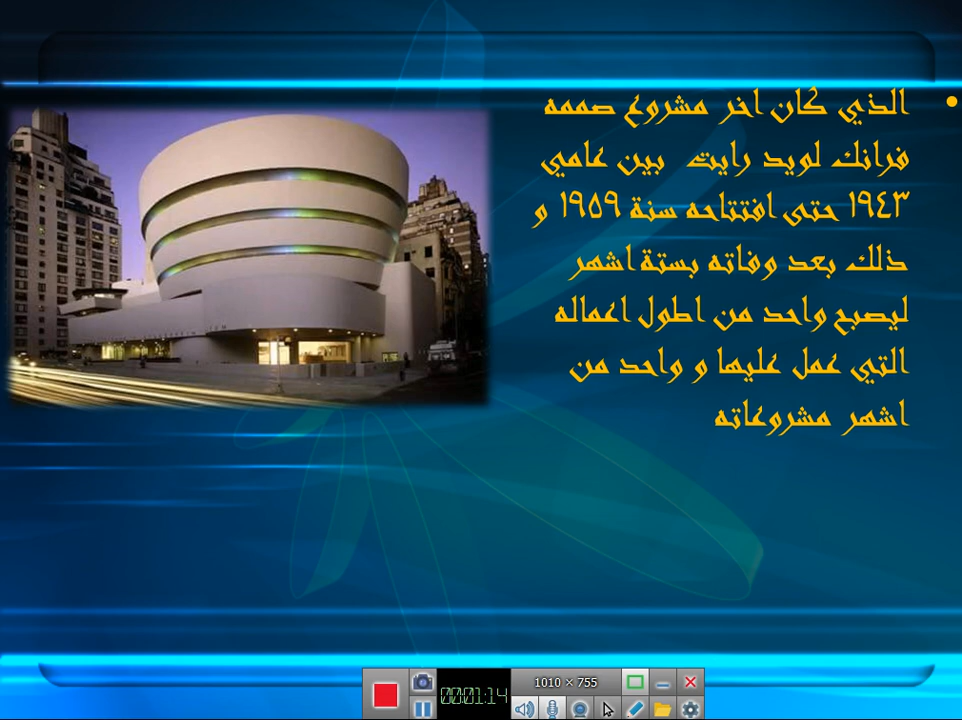 • الذي كان اخر مشروع صممه
فرانك لويد رايت بين عامي
١٩٤٣ حتى افتتاحه سنة ١٩٥٩ و
ذلك بعد وفاته بستة اشهر
ليصبح واحد من اطول اعماله
التي عمل عليها و واحد من
اشهر مشروعاته
1010 × 755
00:01:14